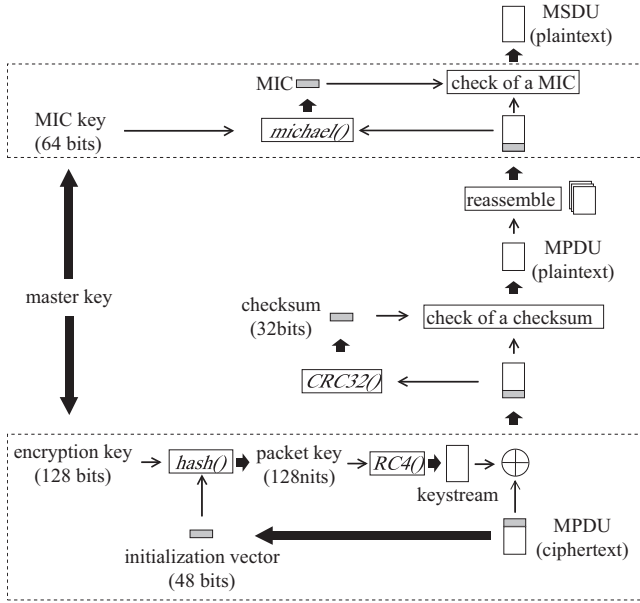 MSDU
(plaintext)
MIC
check of a MIC
MIC key
(64 bits)
michael()
reassemble
MPDU
(plaintext)
master key
checksum
(32bits)
check of a checksum
CRC32()
encryption key
(128 bits)
hash()
packet key
(128nits)
RC4()
keystream
initialization vector
(48 bits)
MPDU
(ciphertext)